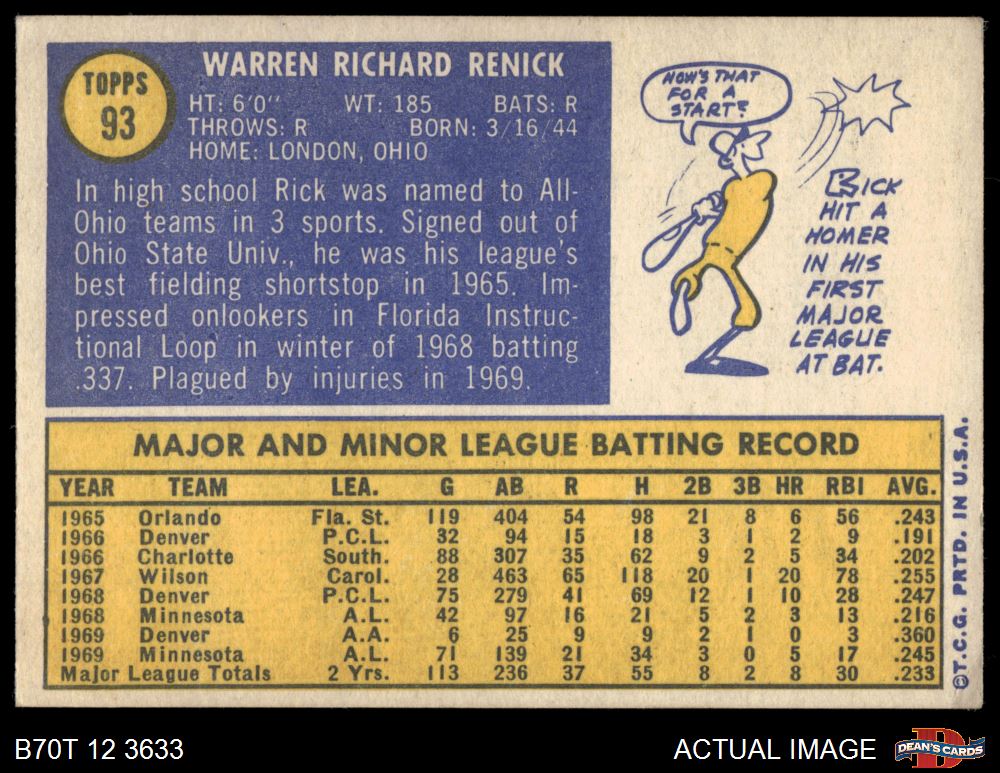 TOPPS
93
WARREN RICHARD RENICK
HT: 6'0" WT: 185 BATS: R
THROWS: R BORN: 3/16/44
HOME: LONDON, OHIO
In high school Rick was named to All-
Ohio teams in 3 sports. Signed out of
Ohio State Univ., he was his league's
best fielding shortstop in 1965. Im-
pressed onlookers in Florida Instruc-
tional Loop in winter of 1968 batting
.337. Plagued by injuries in 1969.
HOW'S THAT
FOR A
START?
RICK
HIT A
HOMER
IN HIS
FIRST
MAJOR
LEAGUE
AT BAT.
MAJOR AND MINOR LEAGUE BATTING RECORD
YEAR TEAM LEA. G AB R H 2B 3B HR RBI AVG.
1965 Orlando Fla. St. 119 404 54 98 21 8 6 56 .243
1966 Denver P.C.L. 32 94 15 18 3 1 2 9 .191
1966 Charlotte South. 88 307 35 62 9 2 5 34 .202
1967 Wilson Carol. 28 463 65 118 20 1 20 78 .255
1968 Denver P.C.L. 75 279 41 69 12 1 10 28 .247
1968 Minnesota A.L. 42 97 16 21 5 2 3 13 .216
1969 Denver A.A. 6 25 9 9 2 1 0 3 .360
1969 Minnesota A.L. 71 139 21 34 3 0 5 17 .245
Major League Totals 2 Yrs. 113 236 37 55 8 2 8 30 .233
©T.C.G. PRTD. IN U.S.A.
B70T 12 3633
ACTUAL IMAGE
D
DEAN'S CARDS